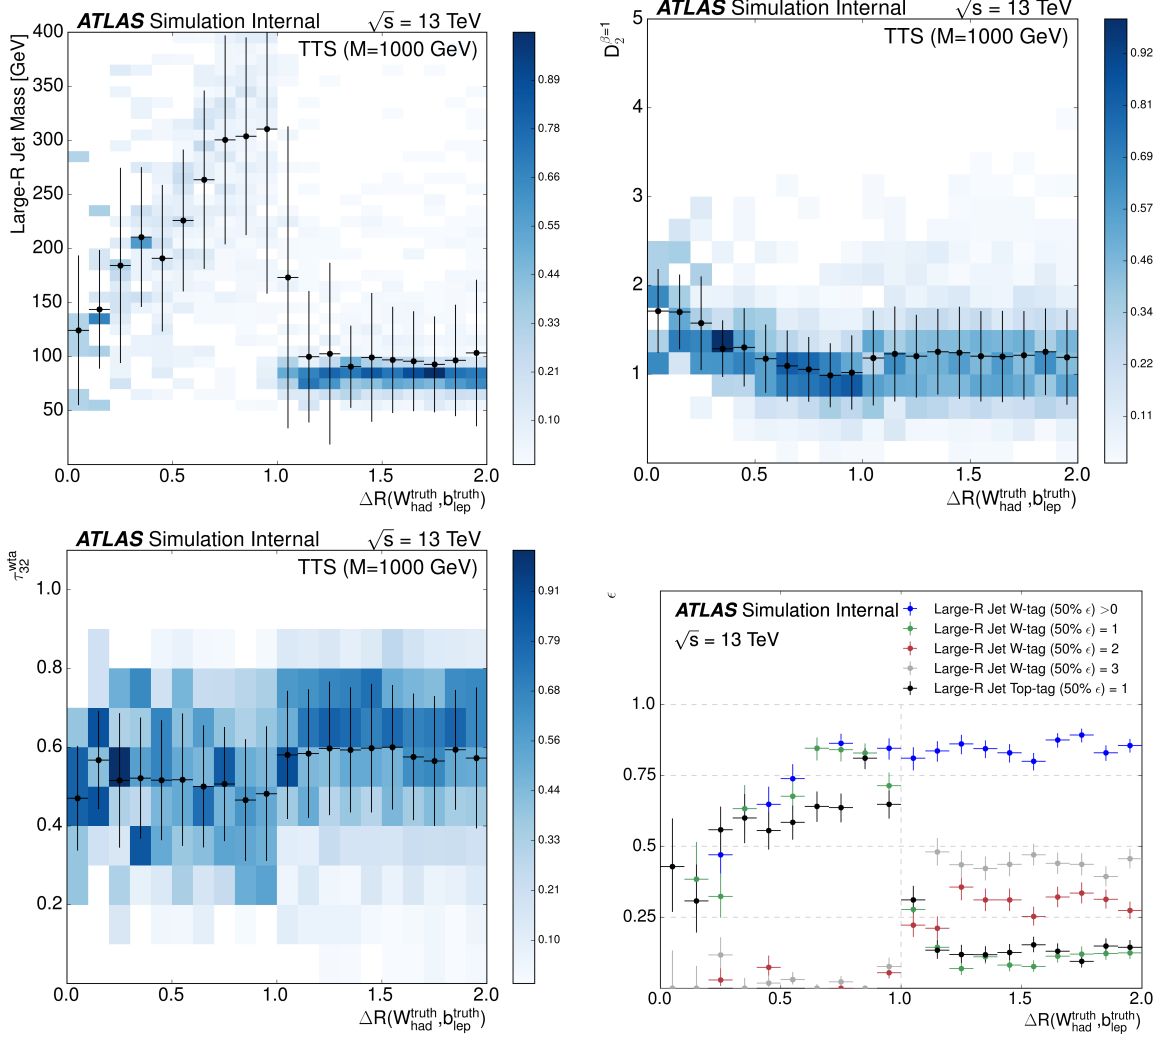 ATLAS Simulation Internal √s = 13 TeV
TTS (M=1000 GeV)
Large-R Jet Mass [GeV]
400
350
300
250
200
150
100
50
0.0 0.5 1.0 1.5 2.0
ΔR(W_had^truth,b_lep^truth)
0.89
0.78
0.66
0.55
0.44
0.33
0.21
0.10
ATLAS Simulation Internal √s = 13 TeV
TTS (M=1000 GeV)
D_2^β=1
5
4
3
2
1
0
0.0 0.5 1.0 1.5 2.0
ΔR(W_had^truth,b_lep^truth)
0.92
0.81
0.69
0.57
0.46
0.34
0.22
0.11
ATLAS Simulation Internal √s = 13 TeV
TTS (M=1000 GeV)
τ_32^wta
1.0
0.8
0.6
0.4
0.2
0.0 0.5 1.0 1.5 2.0
ΔR(W_had^truth,b_lep^truth)
0.91
0.79
0.68
0.56
0.44
0.33
0.21
0.10
ϵ
ATLAS Simulation Internal
√s = 13 TeV
Large-R Jet W-tag (50% ϵ) >0
Large-R Jet W-tag (50% ϵ) = 1
Large-R Jet W-tag (50% ϵ) = 2
Large-R Jet W-tag (50% ϵ) = 3
Large-R Jet Top-tag (50% ϵ) = 1
1.0
0.75
0.5
0.25
0.0 0.5 1.0 1.5 2.0
ΔR(W_had^truth,b_lep^truth)